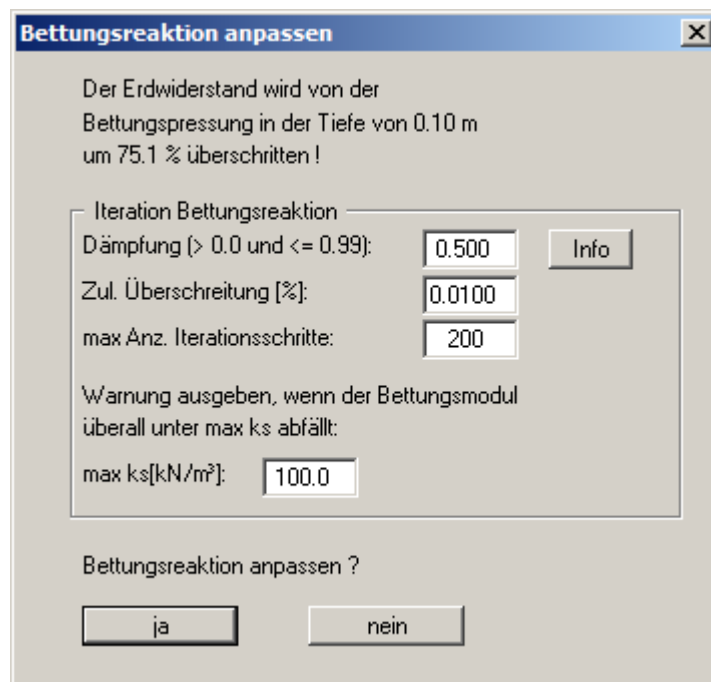 Bettungsreaktion anpassen
Der Erdwiderstand wird von der
Bettungspressung in der Tiefe von 0.10 m
um 75.1 % überschritten !
Iteration Bettungsreaktion
Dämpfung (> 0.0 und <= 0.99): 0.500 Info
Zul. Überschreitung [%]: 0.0100
max Anz. Iterationsschritte: 200
Warnung ausgeben, wenn der Bettungsmodul
überall unter max ks abfällt:
max ks[kN/m³]: 100.0
Bettungsreaktion anpassen ?
ja nein